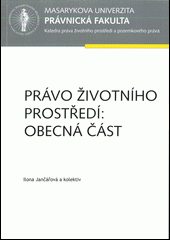 MASARYKOVA UNIVERZITA
PRÁVNICKÁ FAKULTA
Katedra práva životního prostředí a pozemkového práva
PRÁVO ŽIVOTNÍHO
PROSTŘEDÍ:
OBECNÁ ČÁST
Ilona Jančářová a kolektiv